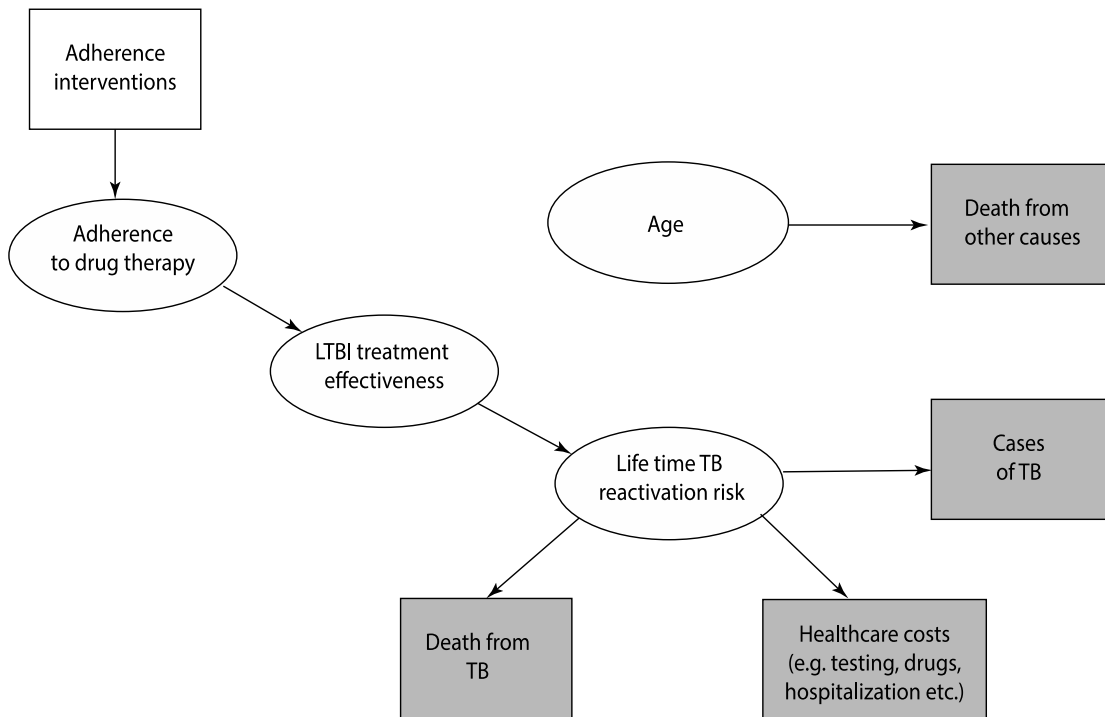 Adherence
interventions
Adherence
to drug therapy
Age
Death from
other causes
LTBI treatment
effectiveness
Life time TB
reactivation risk
Cases
of TB
Death from
TB
Healthcare costs
(e.g. testing, drugs,
hospitalization etc.)